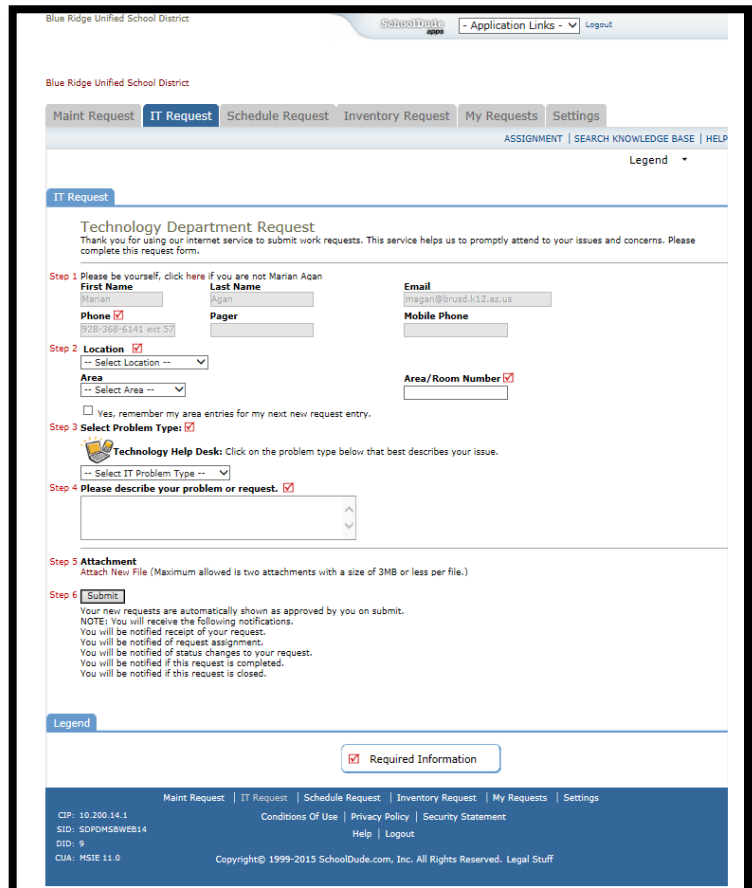 Blue Ridge Unified School District
SchoolDude apps - Application Links - Logout
Blue Ridge Unified School District
Maint Request IT Request Schedule Request Inventory Request My Requests Settings
ASSIGNMENT | SEARCH KNOWLEDGE BASE | HELP
Legend
IT Request
Technology Department Request
Thank you for using our internet service to submit work requests. This service helps us to promptly attend to your issues and concerns. Please
complete this request form.
Step 1 Please be yourself, click here if you are not Marian Agan
First Name Last Name Email
Marian Agan magan@brusd.k12.az.us
Phone Pager Mobile Phone
928-368-6141 ext 57
Step 2 Location
-- Select Location --
Area Area/Room Number
-- Select Area --
Yes, remember my area entries for my next new request entry.
Step 3 Select Problem Type:
Technology Help Desk: Click on the problem type below that best describes your issue.
-- Select IT Problem Type --
Step 4 Please describe your problem or request.
Step 5 Attachment
Attach New File (Maximum allowed is two attachments with a size of 3MB or less per file.)
Step 6 Submit
Your new requests are automatically shown as approved by you on submit.
NOTE: You will receive the following notifications.
You will be notified receipt of your request.
You will be notified of request assignment.
You will be notified of status changes to your request.
You will be notified if this request is completed.
You will be notified if this request is closed.
Legend
Required Information
Maint Request | IT Request | Schedule Request | Inventory Request | My Requests | Settings
CIP: 10.200.14.1 Conditions Of Use | Privacy Policy | Security Statement
SID: SDPDMSBWEB14 Help | Logout
DID: 9
CUA: MSIE 11.0 Copyright© 1999-2015 SchoolDude.com, Inc. All Rights Reserved. Legal Stuff